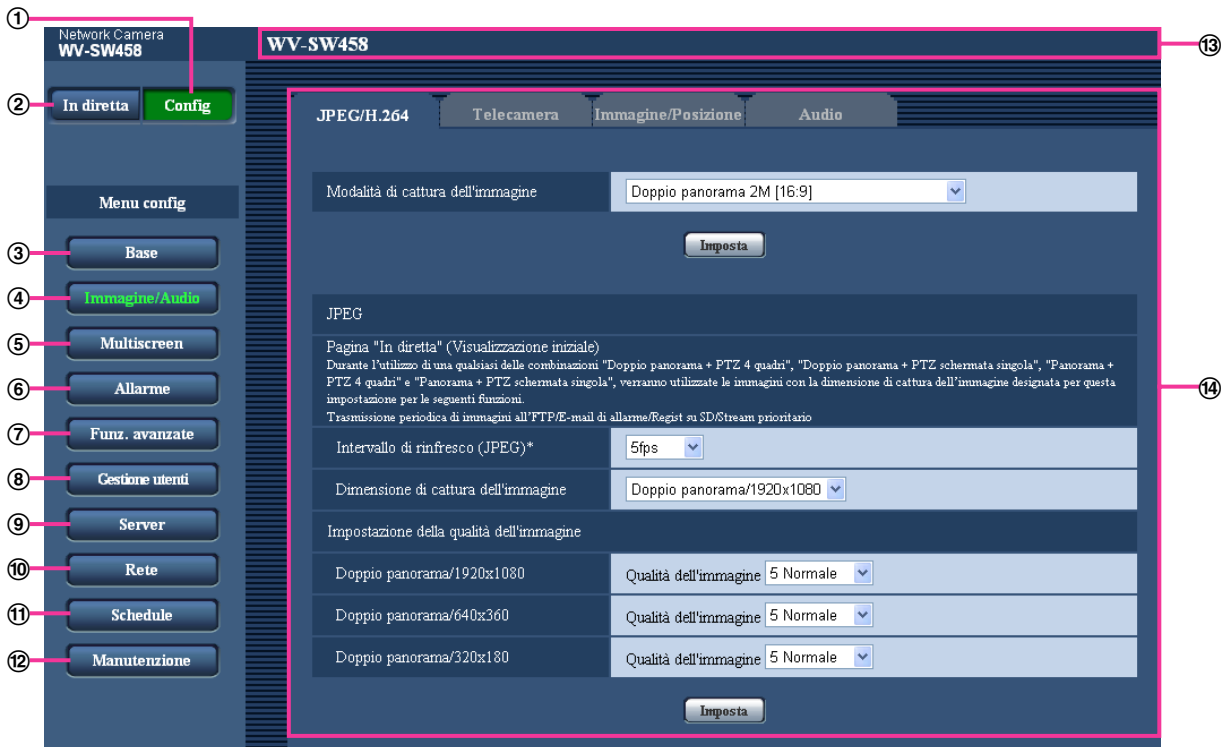 ①
Network Camera
WV-SW458
WV-SW458
⑬
②
In diretta
Config
JPEG/H.264
Telecamera
Immagine/Posizione
Audio
Modalità di cattura dell'immagine
Doppio panorama 2M [16:9]
Menu config
Imposta
③
Base
④
Immagine/Audio
JPEG
⑤
Multiscreen
Pagina "In diretta" (Visualizzazione iniziale)
Durante l'utilizzo di una qualsiasi delle combinazioni "Doppio panorama + PTZ 4 quadri", "Doppio panorama + PTZ schermata singola", "Panorama +
PTZ 4 quadri" e "Panorama + PTZ schermata singola", verranno utilizzate le immagini con la dimensione di cattura dell'immagine designata per questa
impostazione per le seguenti funzioni.
Trasmissione periodica di immagini all'FTP/E-mail di allarme/Regist su SD/Stream prioritario
⑥
Allarme
⑭
⑦
Funz. avanzate
Intervallo di rinfresco (JPEG)*
5fps
⑧
Gestione utenti
Dimensione di cattura dell'immagine
Doppio panorama/1920x1080
⑨
Server
Impostazione della qualità dell'immagine
⑩
Rete
Doppio panorama/1920x1080
Qualità dell'immagine
5 Normale
⑪
Schedule
Doppio panorama/640x360
Qualità dell'immagine
5 Normale
⑫
Manutenzione
Doppio panorama/320x180
Qualità dell'immagine
5 Normale
Imposta